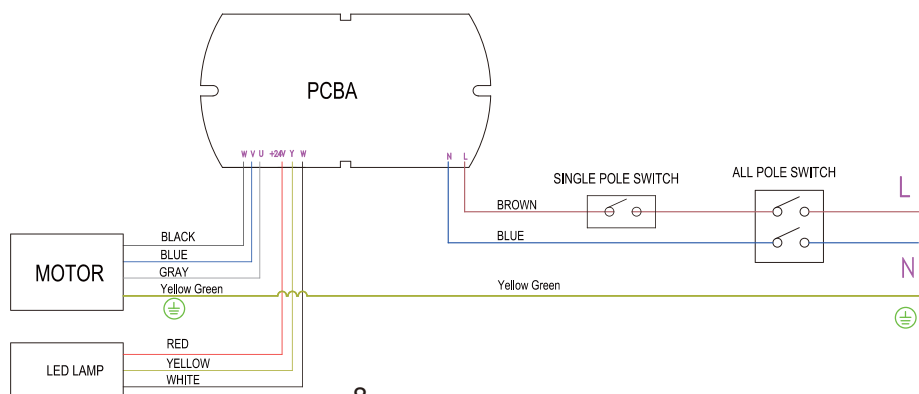 PCBA
W V U +24V Y W N L
SINGLE POLE SWITCH
ALL POLE SWITCH
L
BROWN
BLUE
N
MOTOR
BLACK
BLUE
GRAY
Yellow Green
Yellow Green
LED LAMP
RED
YELLOW
WHITE